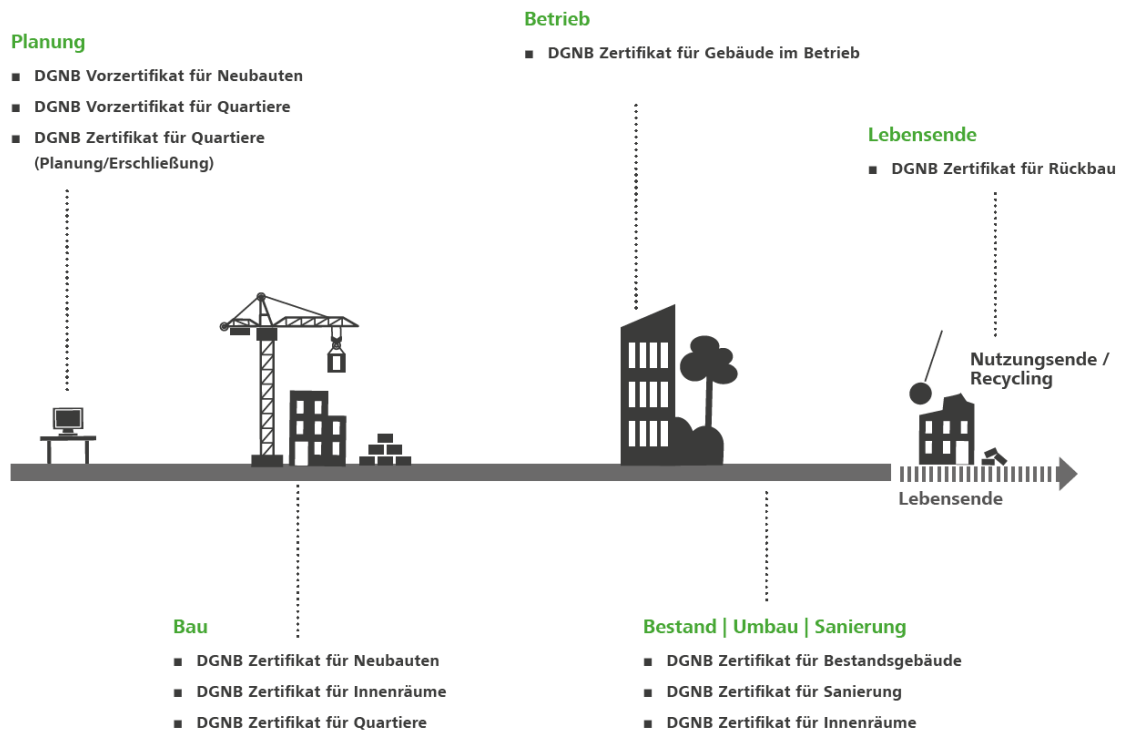 Planung
▪ DGNB Vorzertifikat für Neubauten
▪ DGNB Vorzertifikat für Quartiere
▪ DGNB Zertifikat für Quartiere
(Planung/Erschließung)
Betrieb
▪ DGNB Zertifikat für Gebäude im Betrieb
Lebensende
▪ DGNB Zertifikat für Rückbau
Nutzungsende /
Recycling
Lebensende
Bau
▪ DGNB Zertifikat für Neubauten
▪ DGNB Zertifikat für Innenräume
▪ DGNB Zertifikat für Quartiere
Bestand | Umbau | Sanierung
▪ DGNB Zertifikat für Bestandsgebäude
▪ DGNB Zertifikat für Sanierung
▪ DGNB Zertifikat für Innenräume